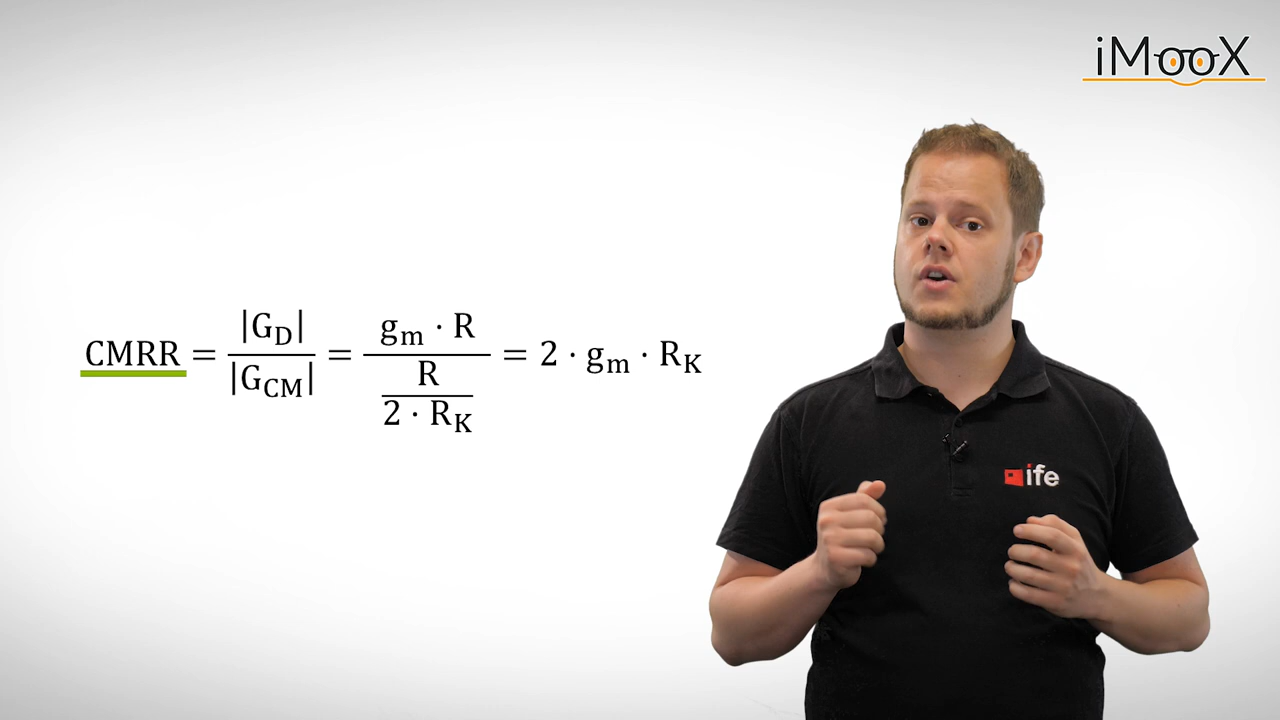 iMooX
CMRR = |G_D| / |G_CM| = (g_m · R) / (R / (2 · R_K)) = 2 · g_m · R_K
ife